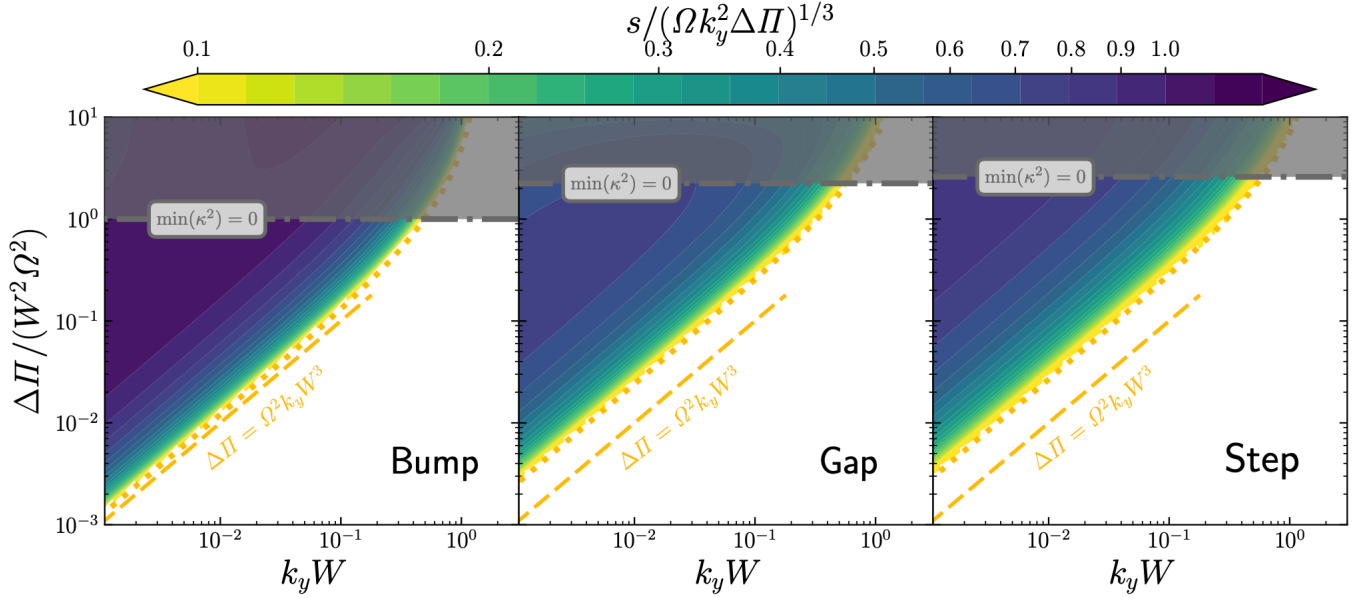 s/(Ωk_y^2ΔΠ)^{1/3}
0.1 0.2 0.3 0.4 0.5 0.6 0.7 0.8 0.9 1.0
ΔΠ/(W^2Ω^2)
10^1
10^0
10^{-1}
10^{-2}
10^{-3}
min(κ^2) = 0
ΔΠ = Ω^2k_yW^3
Bump
10^{-2} 10^{-1} 10^0
k_yW
min(κ^2) = 0
ΔΠ = Ω^2k_yW^3
Gap
10^{-2} 10^{-1} 10^0
k_yW
min(κ^2) = 0
ΔΠ = Ω^2k_yW^3
Step
10^{-2} 10^{-1} 10^0
k_yW